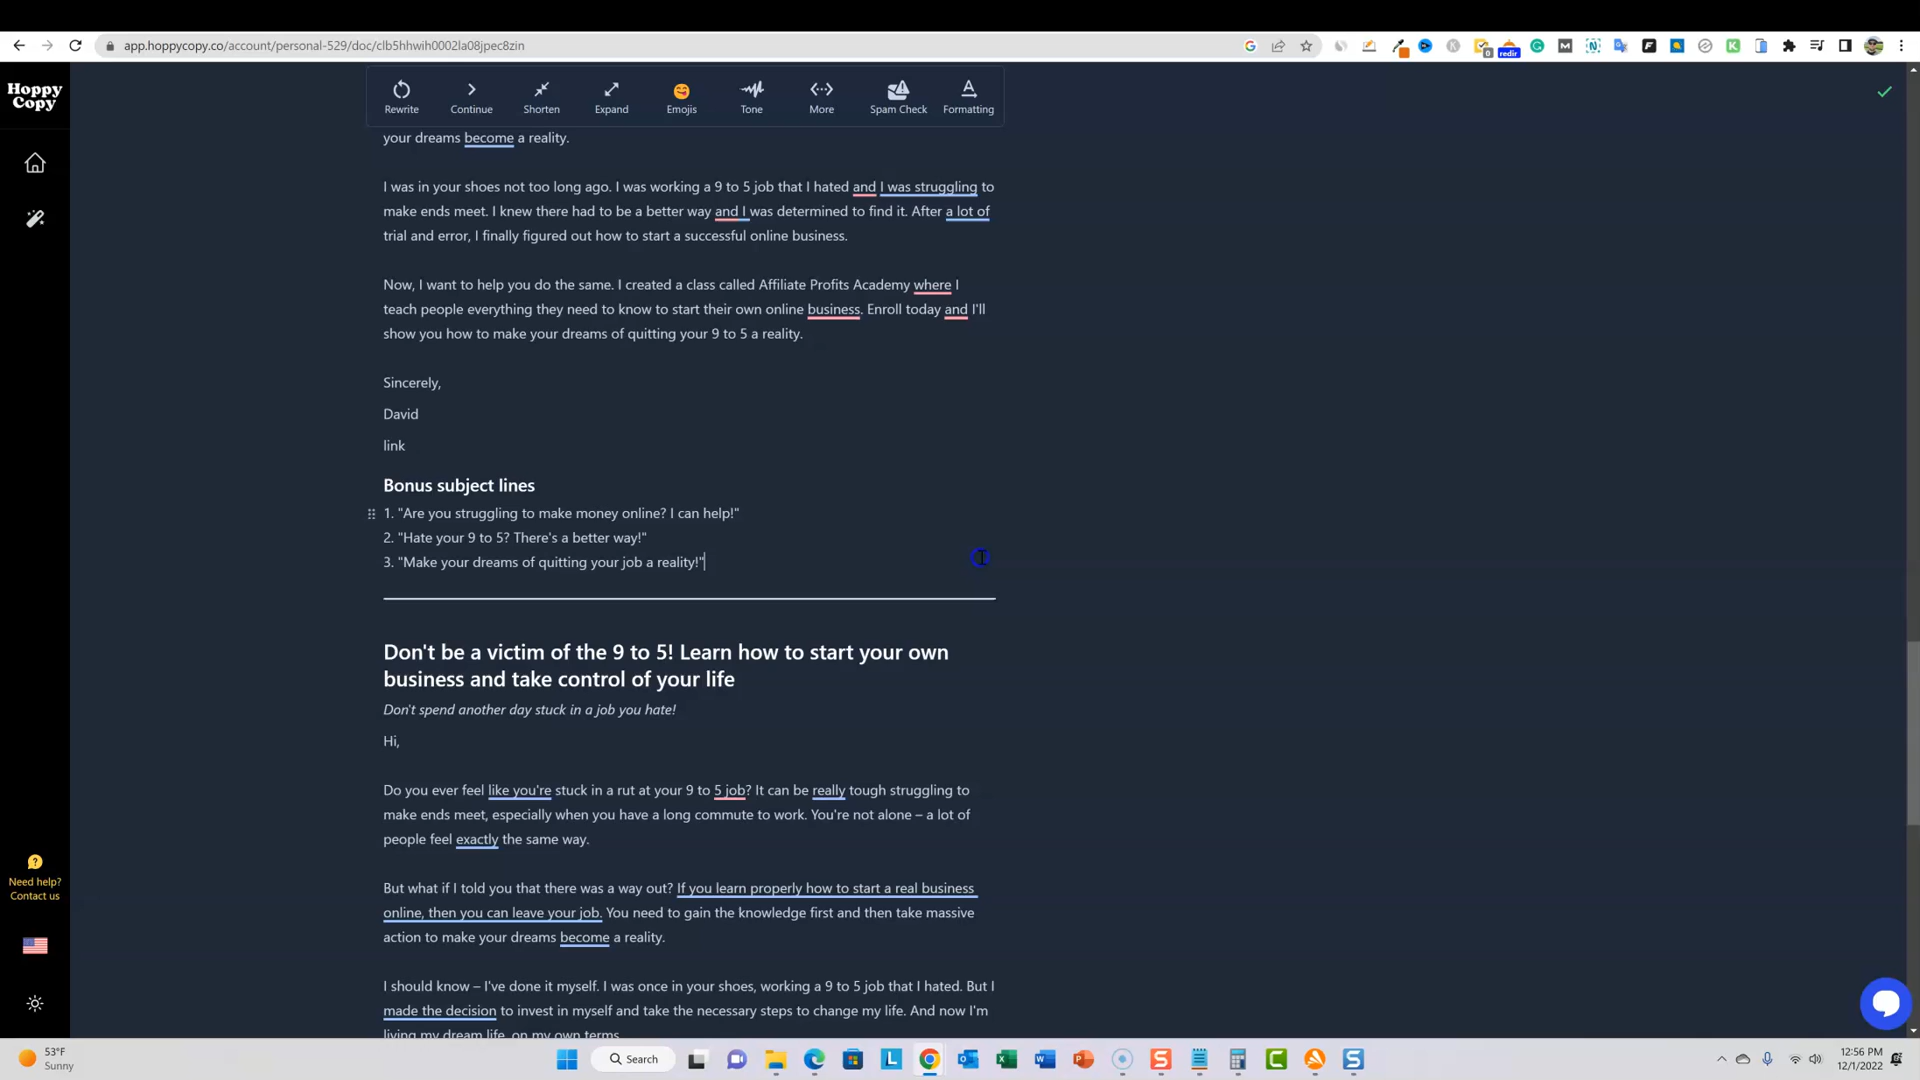 app.hoppycopy.co/account/personal-529/doc/clb5hhwih0002la08jpec8zin
Hoppy
Copy
Rewrite
Continue
Shorten
Expand
Emojis
Tone
More
Spam Check
Formatting
your dreams become a reality.
I was in your shoes not too long ago. I was working a 9 to 5 job that I hated and I was struggling to
make ends meet. I knew there had to be a better way and I was determined to find it. After a lot of
trial and error, I finally figured out how to start a successful online business.
Now, I want to help you do the same. I created a class called Affiliate Profits Academy where I
teach people everything they need to know to start their own online business. Enroll today and I'll
show you how to make your dreams of quitting your 9 to 5 a reality.
Sincerely,
David
link
Bonus subject lines
1. "Are you struggling to make money online? I can help!"
2. "Hate your 9 to 5? There's a better way!"
3. "Make your dreams of quitting your job a reality!"
Don't be a victim of the 9 to 5! Learn how to start your own
business and take control of your life
Don't spend another day stuck in a job you hate!
Hi,
Do you ever feel like you're stuck in a rut at your 9 to 5 job? It can be really tough struggling to
make ends meet, especially when you have a long commute to work. You're not alone – a lot of
people feel exactly the same way.
But what if I told you that there was a way out? If you learn properly how to start a real business
online, then you can leave your job. You need to gain the knowledge first and then take massive
action to make your dreams become a reality.
I should know – I've done it myself. I was once in your shoes, working a 9 to 5 job that I hated. But I
made the decision to invest in myself and take the necessary steps to change my life. And now I'm
living my dream life, on my own terms.
Need help?
Contact us
53°F
Sunny
Search
12:56 PM
12/1/2022